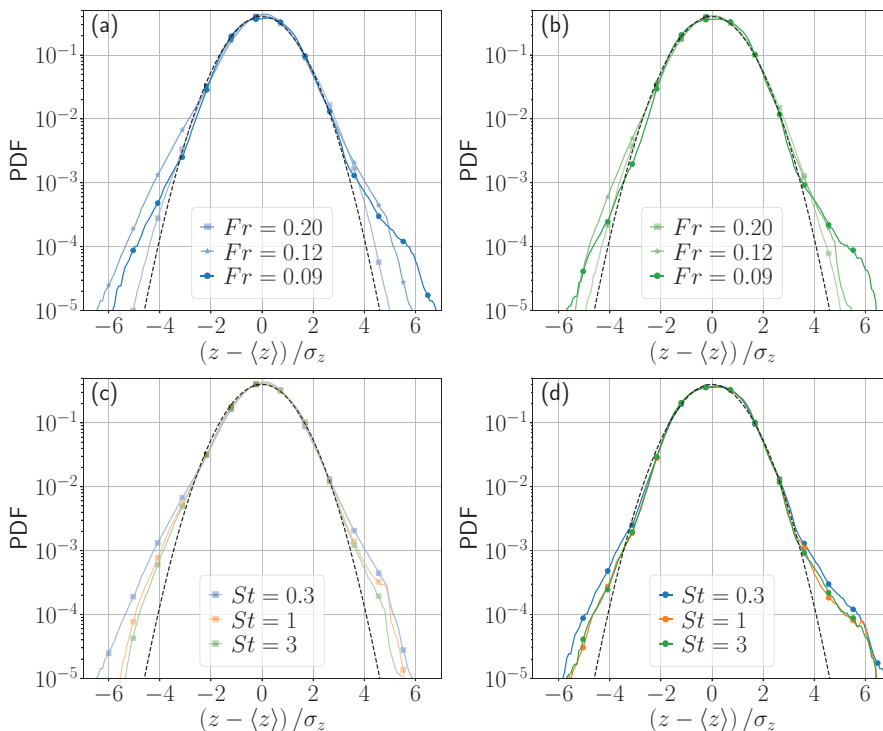 (a)
PDF
10^{-1}
10^{-2}
10^{-3}
10^{-4}
10^{-5}
Fr = 0.20
Fr = 0.12
Fr = 0.09
−6 −4 −2 0 2 4 6
(z − ⟨z⟩) /σ_z
(b)
PDF
10^{-1}
10^{-2}
10^{-3}
10^{-4}
10^{-5}
Fr = 0.20
Fr = 0.12
Fr = 0.09
−6 −4 −2 0 2 4 6
(z − ⟨z⟩) /σ_z
(c)
PDF
10^{-1}
10^{-2}
10^{-3}
10^{-4}
10^{-5}
St = 0.3
St = 1
St = 3
−6 −4 −2 0 2 4 6
(z − ⟨z⟩) /σ_z
(d)
PDF
10^{-1}
10^{-2}
10^{-3}
10^{-4}
10^{-5}
St = 0.3
St = 1
St = 3
−6 −4 −2 0 2 4 6
(z − ⟨z⟩) /σ_z